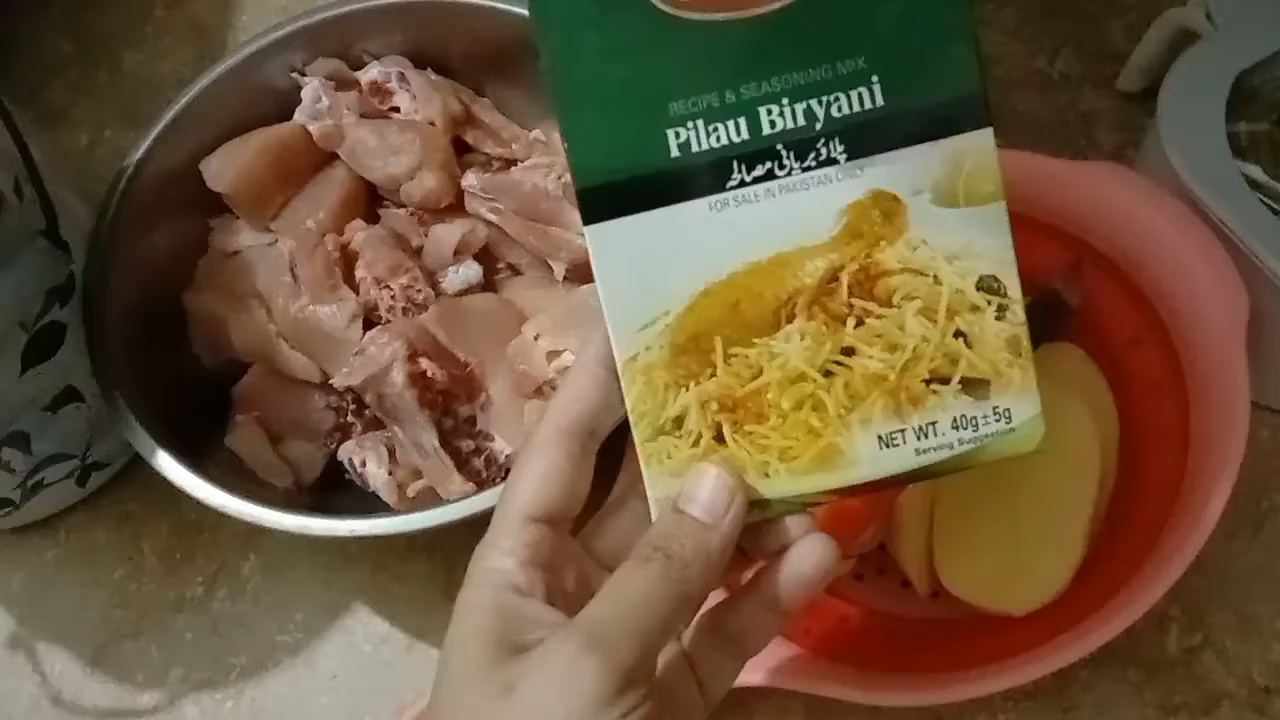 RECIPE & SEASONING MIX
Pilau Biryani
پلاؤ بریانی مصالحہ
FOR SALE IN PAKISTAN ONLY
NET WT. 40g±5g
Serving Suggestion